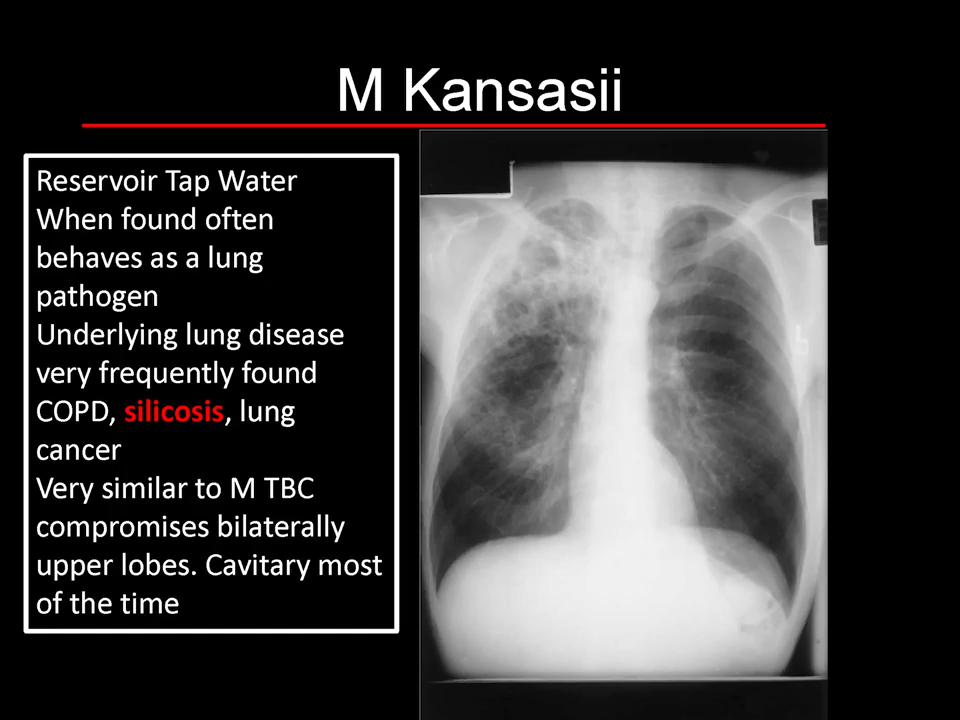 M Kansasii
Reservoir Tap Water
When found often
behaves as a lung
pathogen
Underlying lung disease
very frequently found
COPD, silicosis, lung
cancer
Very similar to M TBC
compromises bilaterally
upper lobes. Cavitary most
of the time